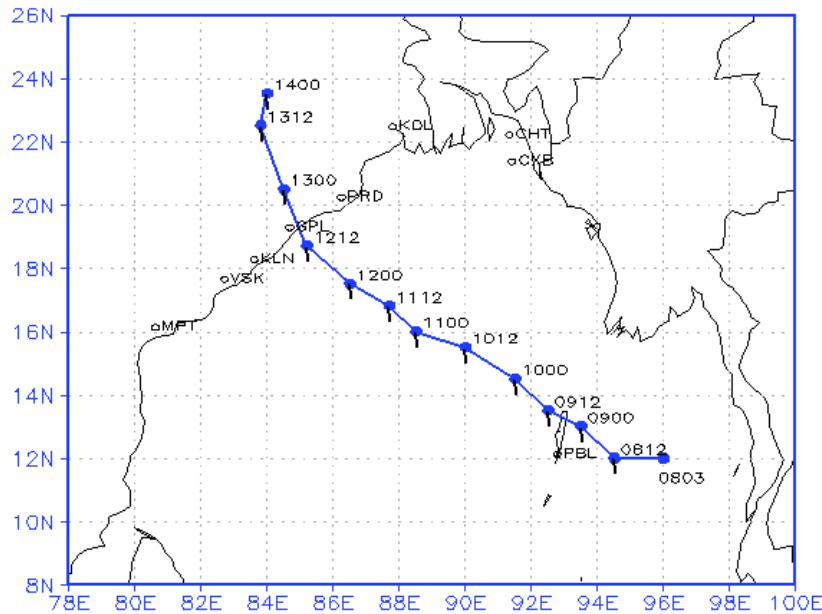 26N
24N
1400
1312
KOL
CHT
CXB
22N
1300
PRD
20N
GPL
1212
KLN
18N
VSK
1200
1112
MPT
16N
1100
1012
1000
14N
0912
0900
PBL
0812
12N
0803
10N
8N
78E 80E 82E 84E 86E 88E 90E 92E 94E 96E 98E 100E